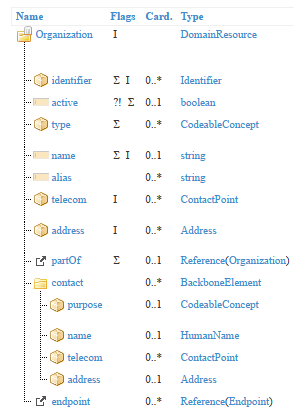 Name Flags Card. Type
Organization I DomainResource
identifier Σ I 0..* Identifier
active ?! Σ 0..1 boolean
type Σ 0..* CodeableConcept
name Σ I 0..1 string
alias 0..* string
telecom I 0..* ContactPoint
address I 0..* Address
partOf Σ 0..1 Reference(Organization)
contact 0..* BackboneElement
purpose 0..1 CodeableConcept
name 0..1 HumanName
telecom 0..* ContactPoint
address 0..1 Address
endpoint 0..* Reference(Endpoint)